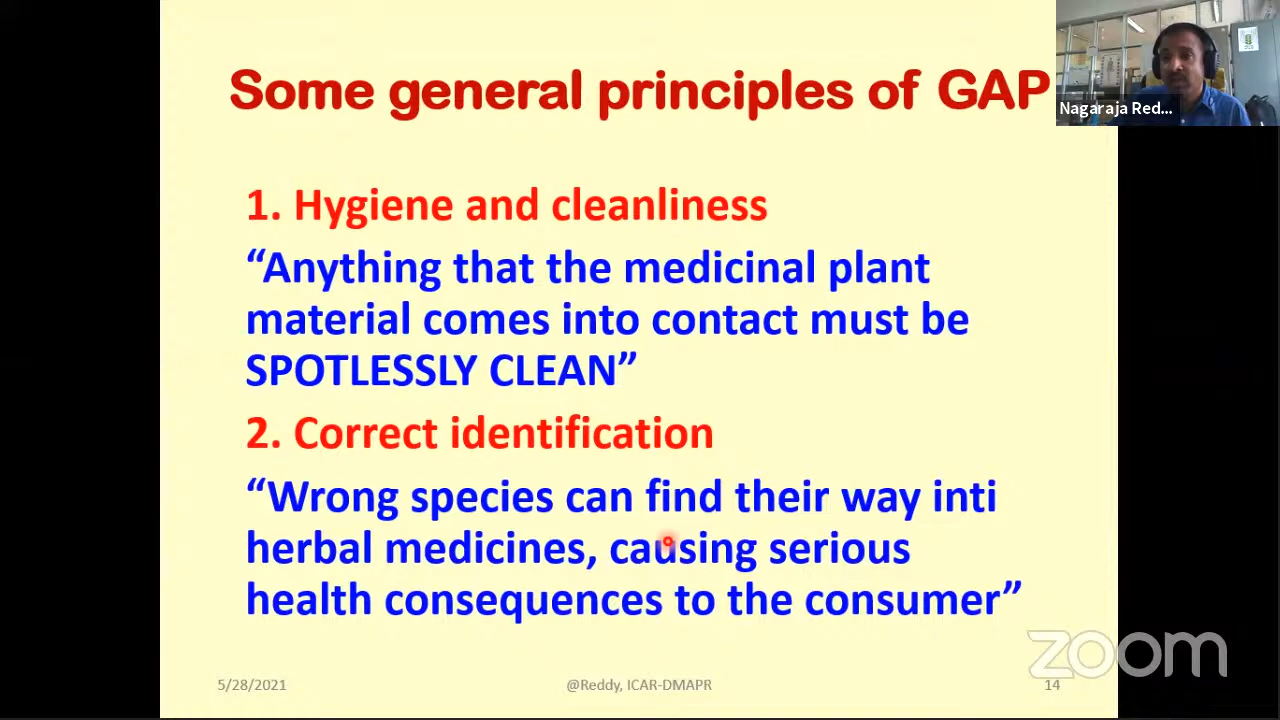 Some general principles of GAP
Nagaraja Red...
1. Hygiene and cleanliness
“Anything that the medicinal plant
material comes into contact must be
SPOTLESSLY CLEAN”
2. Correct identification
“Wrong species can find their way inti
herbal medicines, causing serious
health consequences to the consumer”
zoom
5/28/2021
@Reddy, ICAR-DMAPR
14